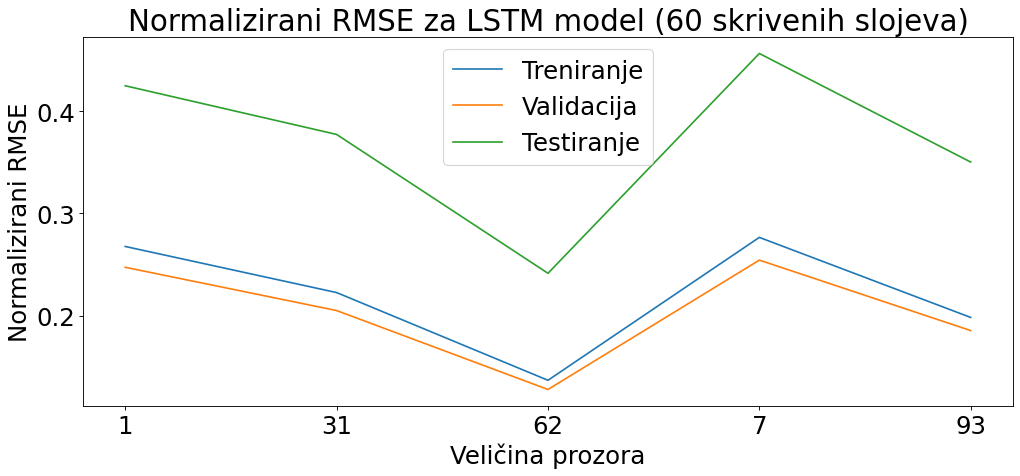 Normalizirani RMSE za LSTM model (60 skrivenih slojeva)
Normalizirani RMSE
0.4
0.3
0.2
Treniranje
Validacija
Testiranje
1 31 62 7 93
Veličina prozora